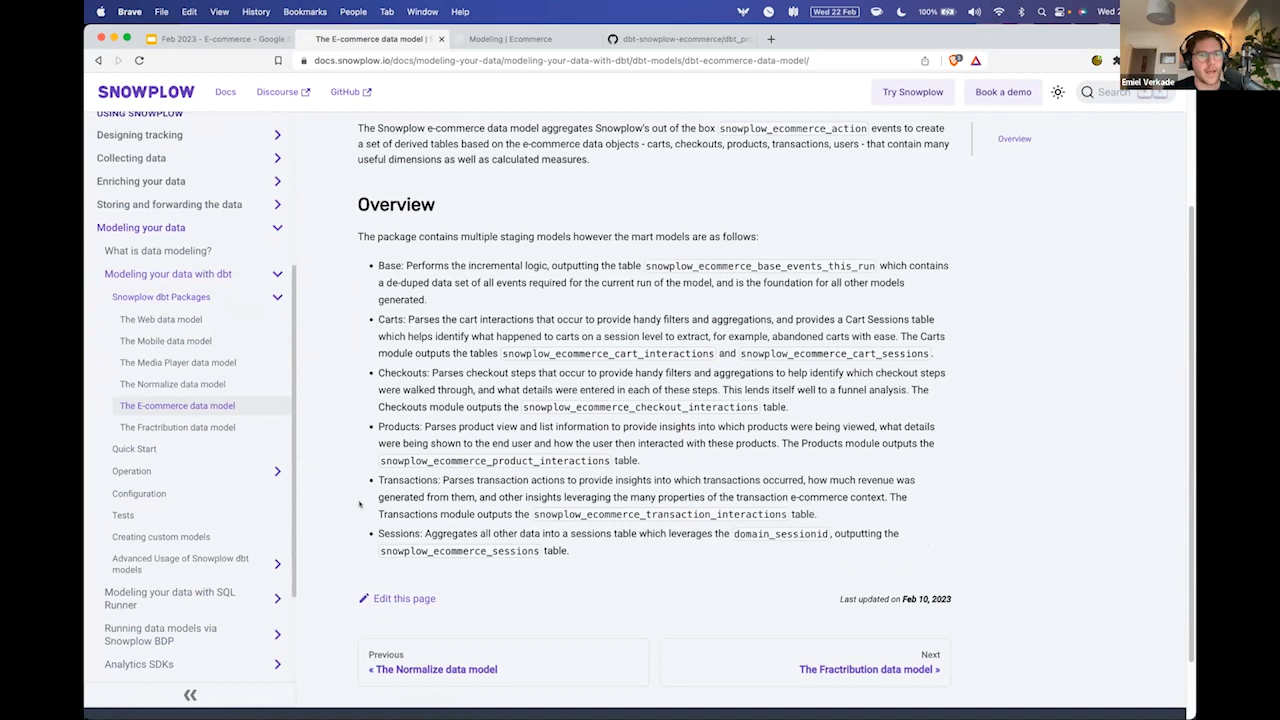 Brave File Edit View History Bookmarks People Tab Window Help Wed 22 Feb 100% Wed 2
Feb 2023 - E-commerce - Google S The E-commerce data model | Modeling | Ecommerce dbt-snowplow-ecommerce/dbt_pro
docs.snowplow.io/docs/modeling-your-data/modeling-your-data-with-dbt/dbt-models/dbt-ecommerce-data-model/
Emiel Verkade
SNOWPLOW Docs Discourse GitHub Try Snowplow Book a demo Search
USING SNOWPLOW
Designing tracking
Collecting data
Enriching your data
Storing and forwarding the data
Modeling your data
What is data modeling?
Modeling your data with dbt
Snowplow dbt Packages
The Web data model
The Mobile data model
The Media Player data model
The Normalize data model
The E-commerce data model
The Fractribution data model
Quick Start
Operation
Configuration
Tests
Creating custom models
Advanced Usage of Snowplow dbt
models
Modeling your data with SQL
Runner
Running data models via
Snowplow BDP
Analytics SDKs
The Snowplow e-commerce data model aggregates Snowplow's out of the box snowplow_ecommerce_action events to create
a set of derived tables based on the e-commerce data objects - carts, checkouts, products, transactions, users - that contain many
useful dimensions as well as calculated measures.
Overview
Overview
The package contains multiple staging models however the mart models are as follows:
• Base: Performs the incremental logic, outputting the table snowplow_ecommerce_base_events_this_run which contains
a de-duped data set of all events required for the current run of the model, and is the foundation for all other models
generated.
• Carts: Parses the cart interactions that occur to provide handy filters and aggregations, and provides a Cart Sessions table
which helps identify what happened to carts on a session level to extract, for example, abandoned carts with ease. The Carts
module outputs the tables snowplow_ecommerce_cart_interactions and snowplow_ecommerce_cart_sessions.
• Checkouts: Parses checkout steps that occur to provide handy filters and aggregations to help identify which checkout steps
were walked through, and what details were entered in each of these steps. This lends itself well to a funnel analysis. The
Checkouts module outputs the snowplow_ecommerce_checkout_interactions table.
• Products: Parses product view and list information to provide insights into which products were being viewed, what details
were being shown to the end user and how the user then interacted with these products. The Products module outputs the
snowplow_ecommerce_product_interactions table.
• Transactions: Parses transaction actions to provide insights into which transactions occurred, how much revenue was
generated from them, and other insights leveraging the many properties of the transaction e-commerce context. The
Transactions module outputs the snowplow_ecommerce_transaction_interactions table.
• Sessions: Aggregates all other data into a sessions table which leverages the domain_sessionid, outputting the
snowplow_ecommerce_sessions table.
Edit this page Last updated on Feb 10, 2023
Previous
« The Normalize data model
Next
The Fractribution data model »